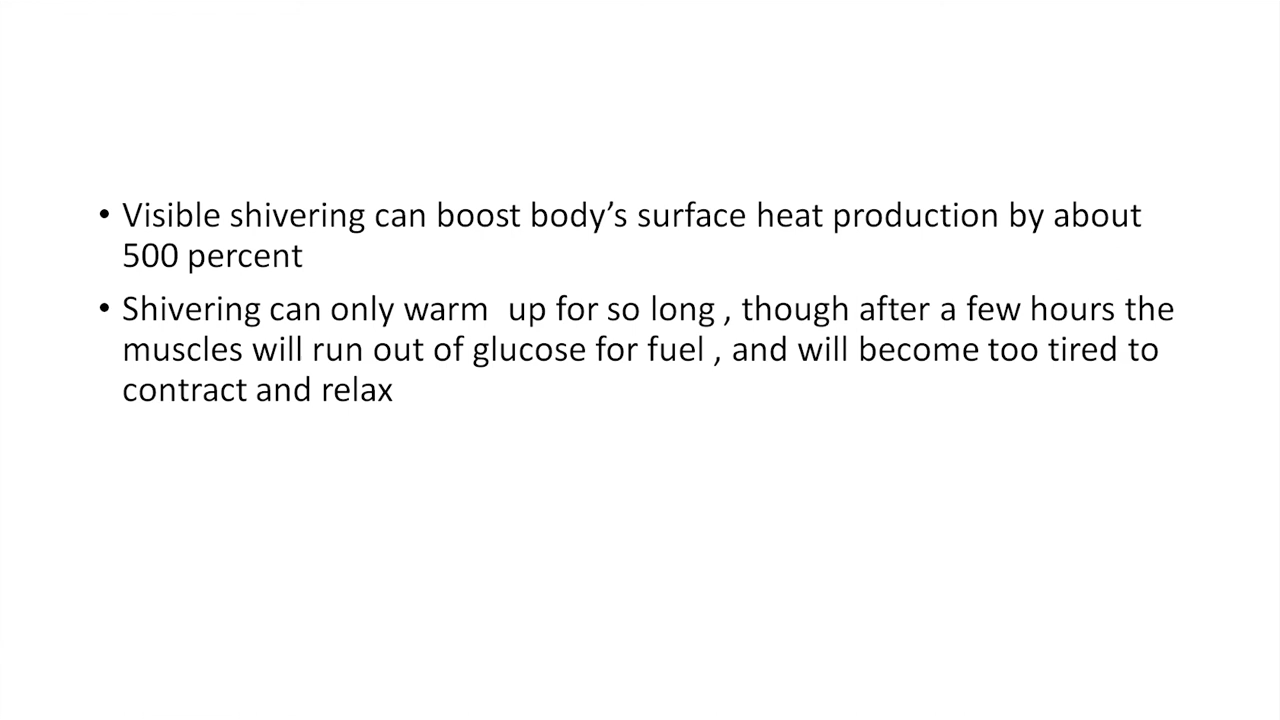 • Visible shivering can boost body’s surface heat production by about
500 percent
• Shivering can only warm  up for so long , though after a few hours the
muscles will run out of glucose for fuel , and will become too tired to
contract and relax